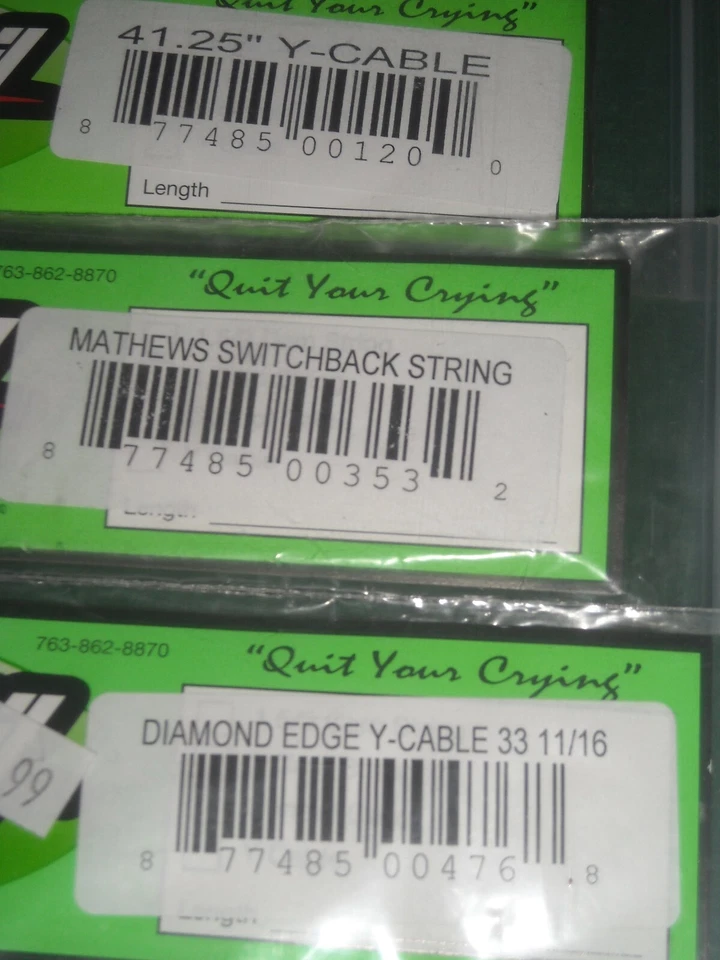 "Quit Your Crying"
41.25" Y-CABLE
8 77485 00120 0
Length
763-862-8870
"Quit Your Crying"
MATHEWS SWITCHBACK STRING
8 77485 00353 2
Length
763-862-8870
"Quit Your Crying"
99
DIAMOND EDGE Y-CABLE 33 11/16
8 77485 00476 8
Length